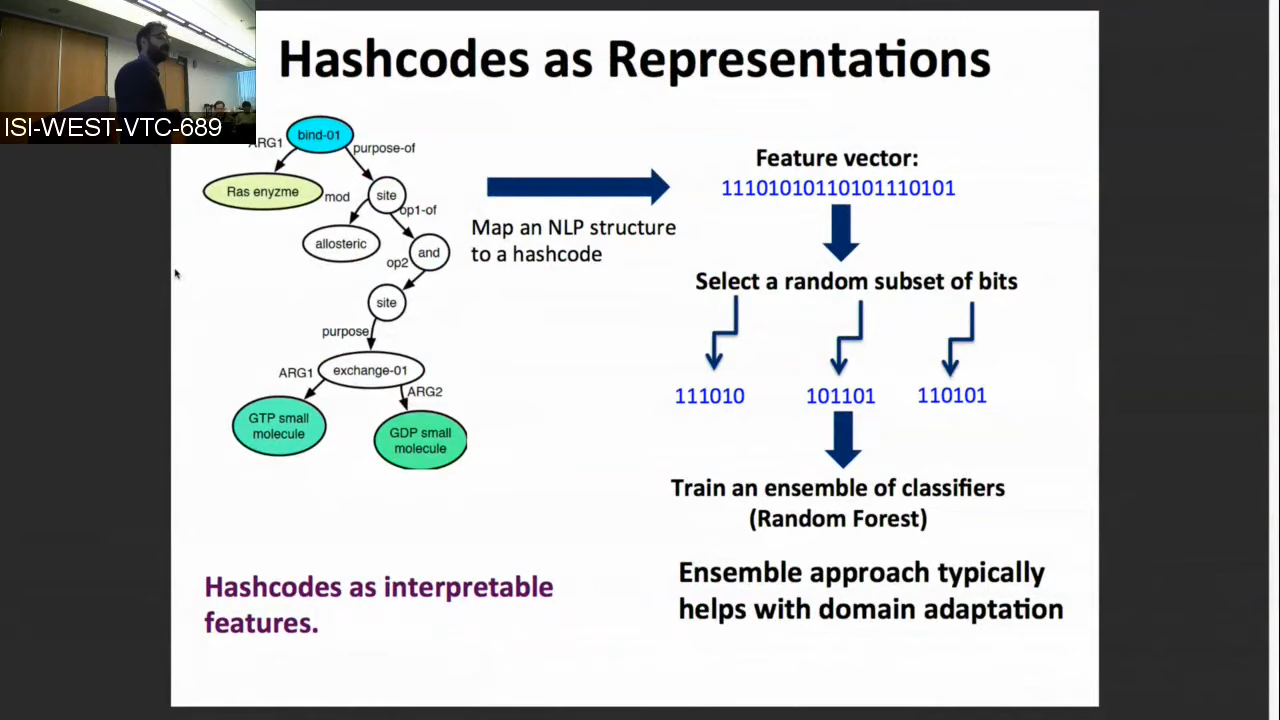 Hashcodes as Representations
ISI-WEST-VTC-689
bind-01
ARG1
purpose-of
Ras enyzme
mod
site
op1-of
allosteric
and
op2
site
purpose
exchange-01
ARG1
ARG2
GTP small
molecule
GDP small
molecule
Map an NLP structure
to a hashcode
Feature vector:
11101010110101110101
Select a random subset of bits
111010
101101
110101
Train an ensemble of classifiers
(Random Forest)
Hashcodes as interpretable
features.
Ensemble approach typically
helps with domain adaptation